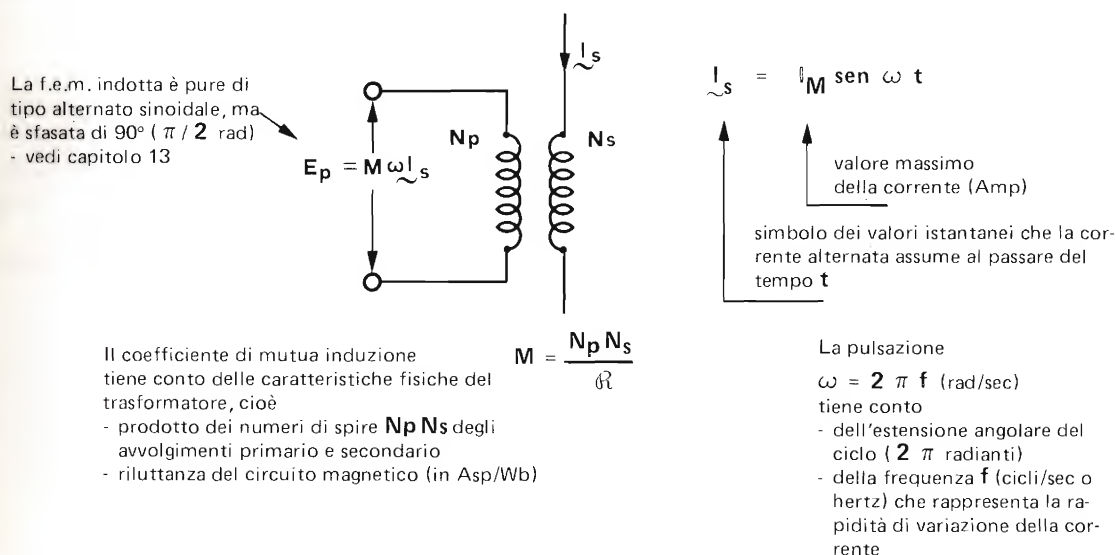 La f.e.m. indotta è pure di
tipo alternato sinoidale, ma
è sfasata di 90° ( π / 2 rad)
- vedi capitolo 13
Ep = M ω Is
Np
Ns
Is
Is = IM sen ω t
valore massimo
della corrente (Amp)
simbolo dei valori istantanei che la cor-
rente alternata assume al passare del
tempo t
Il coefficiente di mutua induzione
tiene conto delle caratteristiche fisiche del
trasformatore, cioè
- prodotto dei numeri di spire Np Ns degli
avvolgimenti primario e secondario
- riluttanza del circuito magnetico (in Asp/Wb)
M = Np Ns / ℛ
La pulsazione
ω = 2 π f (rad/sec)
tiene conto
- dell'estensione angolare del
ciclo ( 2 π radianti)
- della frequenza f (cicli/sec o
hertz) che rappresenta la ra-
pidità di variazione della cor-
rente